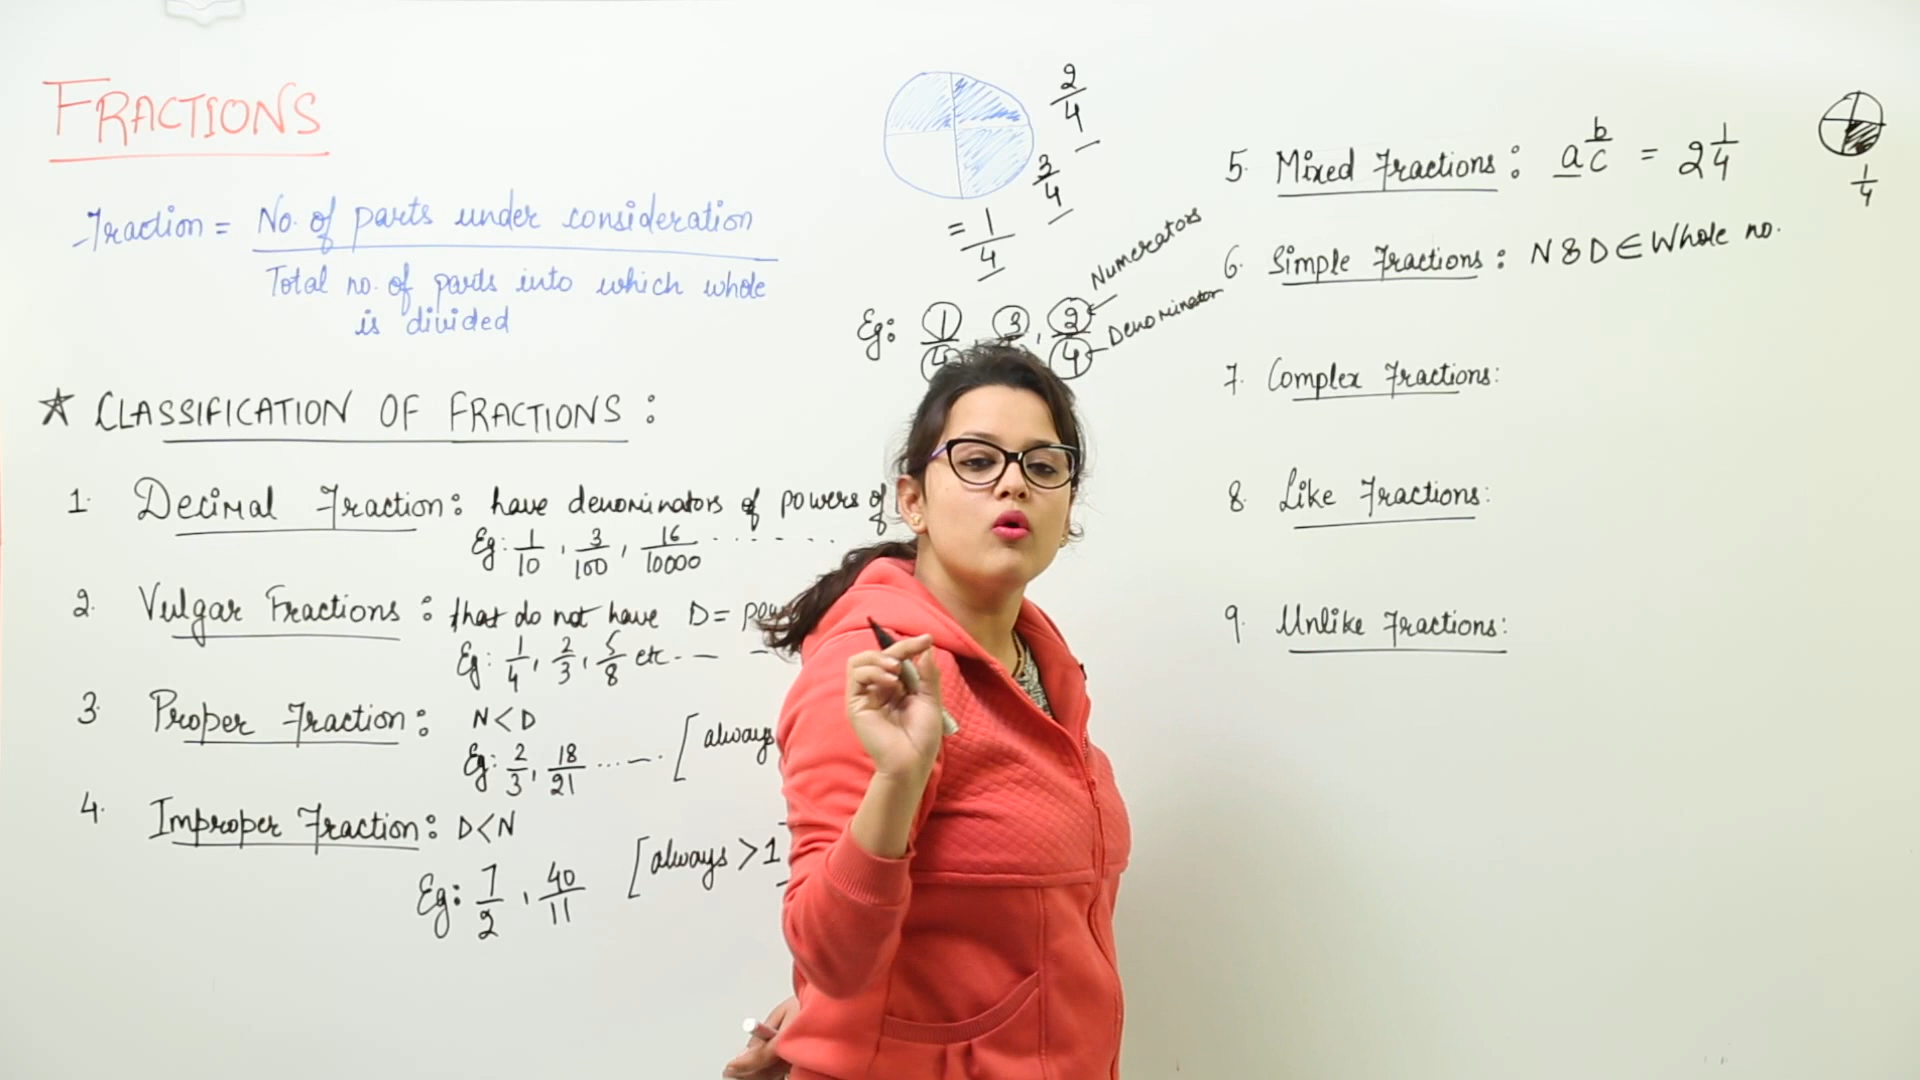 FRACTIONS
Fraction = No. of parts under consideration
Total no. of parts into which whole
is divided
2/4
3/4
= 1/4
Eg: 1/4, 3, 2/4
Numerators
Denominator
★ CLASSIFICATION OF FRACTIONS:
1. Decimal Fraction: have denominators of powers of
Eg: 1/10, 3/100, 16/10000 ......
2. Vulgar Fractions: that do not have D =
Eg: 1/4, 2/3, 5/8 etc.
3 Proper Fraction: N<D
Eg: 2/3, 18/21 ..... [always
4. Improper Fraction: D<N
Eg: 7/2, 40/11 [always >1
5. Mixed Fractions: a b/c = 2 1/4
1/4
6. Simple Fractions: N & D ∈ Whole no.
7. Complex Fractions:
8. Like Fractions:
9. Unlike Fractions: